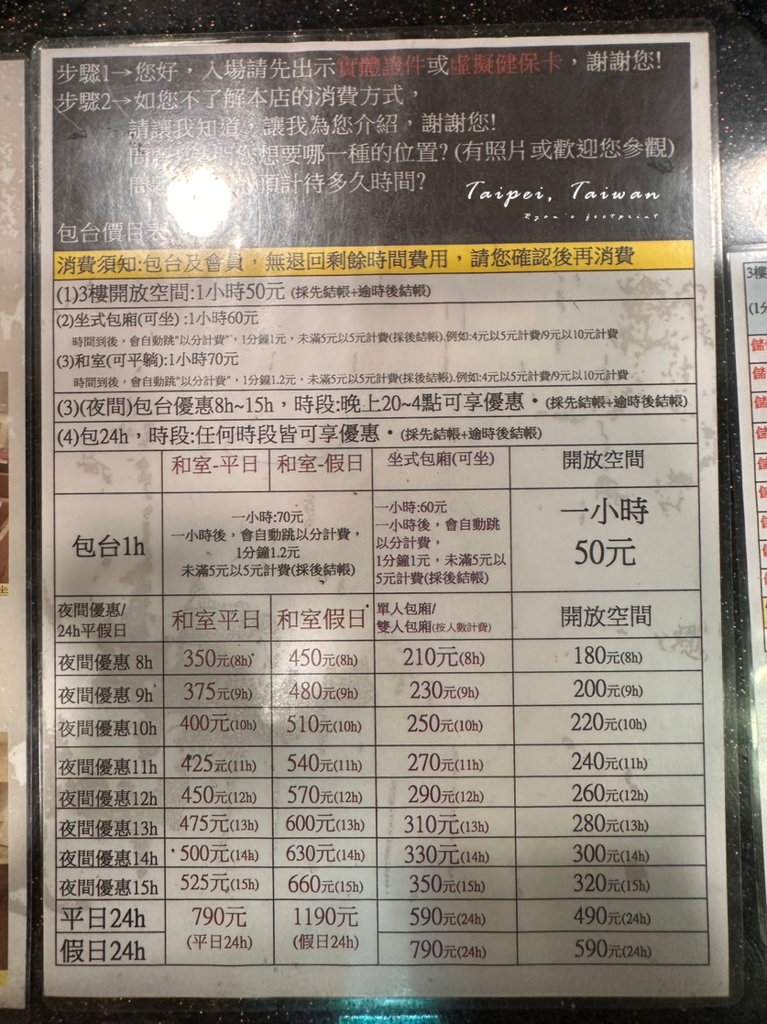 步驟1→您好，入場請先出示實體證件或虛擬健保卡，謝謝您!
步驟2→如您不了解本店的消費方式，
請讓我知道，讓我為您介紹，謝謝您!
您想要哪一種的位置? (有照片或歡迎您參觀)
預計待多久時間?
Taipei, Taiwan
Ryan's footprint
包台價目表
消費須知:包台及會員，無退回剩餘時間費用，請您確認後再消費
(1)3樓開放空間:1小時50元 (採先結帳+逾時後結帳)
(2)坐式包廂(可坐) :1小時60元
時間到後，會自動跳"以分計費"，1分鐘1元，未滿5元以5元計費(採後結帳).例如:4元以5元計費/9元以10元計費
(3)和室(可平躺):1小時70元
時間到後，會自動跳"以分計費"，1分鐘1.2元，未滿5元以5元計費(採後結帳).例如:4元以5元計費/9元以10元計費
(3)(夜間)包台優惠8h~15h，時段:晚上20~4點可享優惠・(採先結帳+逾時後結帳)
(4)包24h，時段:任何時段皆可享優惠・(採先結帳+逾時後結帳)
和室-平日 和室-假日 坐式包廂(可坐) 開放空間
包台1h
一小時:70元
一小時後，會自動跳以分計費，
1分鐘1.2元
未滿5元以5元計費(採後結帳)
一小時:60元
一小時後，會自動跳
以分計費，
1分鐘1元，未滿5元以
5元計費(採後結帳)
一小時
50元
夜間優惠/
24h平假日
和室平日 和室假日
單人包廂/
雙人包廂(按人數計費)
開放空間
夜間優惠 8h 350元(8h) 450元(8h) 210元(8h) 180元(8h)
夜間優惠 9h 375元(9h) 480元(9h) 230元(9h) 200元(9h)
夜間優惠10h 400元(10h) 510元(10h) 250元(10h) 220元(10h)
夜間優惠11h 425元(11h) 540元(11h) 270元(11h) 240元(11h)
夜間優惠12h 450元(12h) 570元(12h) 290元(12h) 260元(12h)
夜間優惠13h 475元(13h) 600元(13h) 310元(13h) 280元(13h)
夜間優惠14h 500元(14h) 630元(14h) 330元(14h) 300元(14h)
夜間優惠15h 525元(15h) 660元(15h) 350元(15h) 320元(15h)
平日24h 790元 1190元 590元(24h) 490元(24h)
假日24h (平日24h) (假日24h) 790元(24h) 590元(24h)